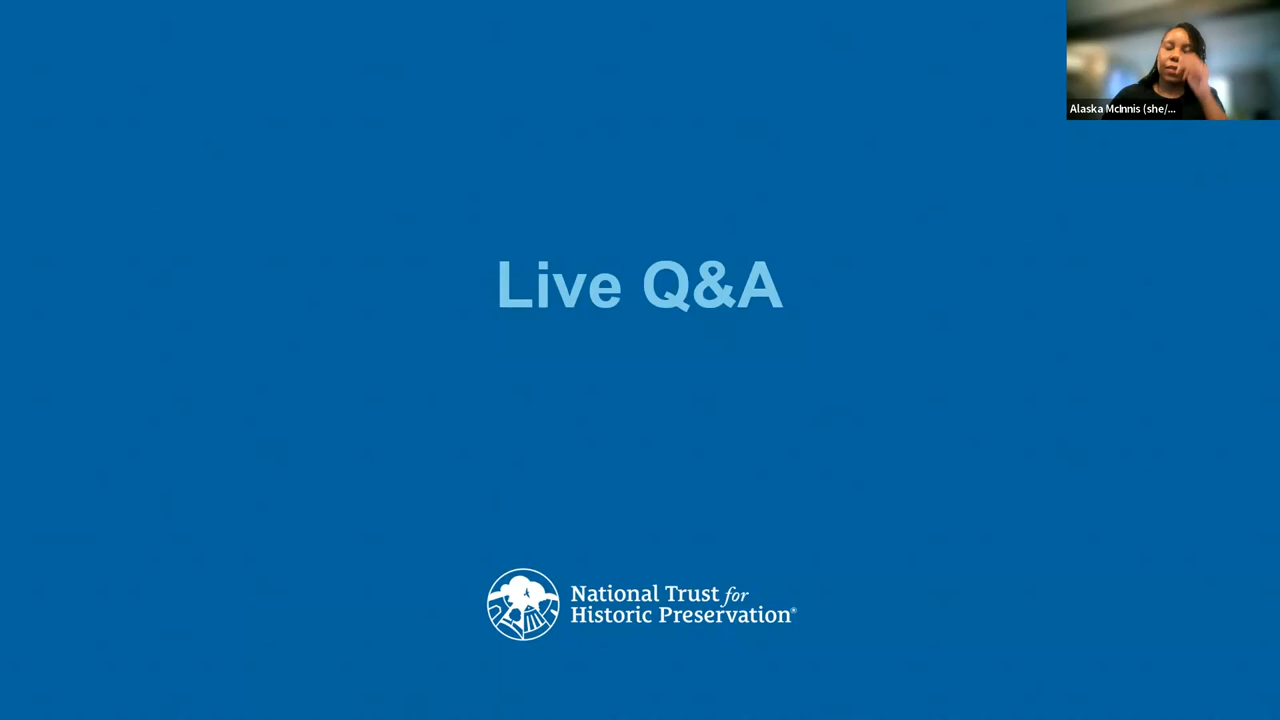 Alaska McInnis (she/...
Live Q&A
National Trust for
Historic Preservation®